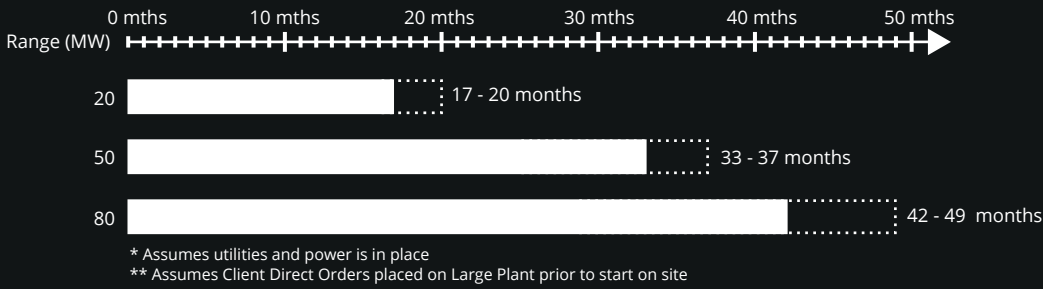 0 mths 10 mths 20 mths 30 mths 40 mths 50 mths
Range (MW)
20 17 - 20 months
50 33 - 37 months
80 42 - 49 months
* Assumes utilities and power is in place
** Assumes Client Direct Orders placed on Large Plant prior to start on site